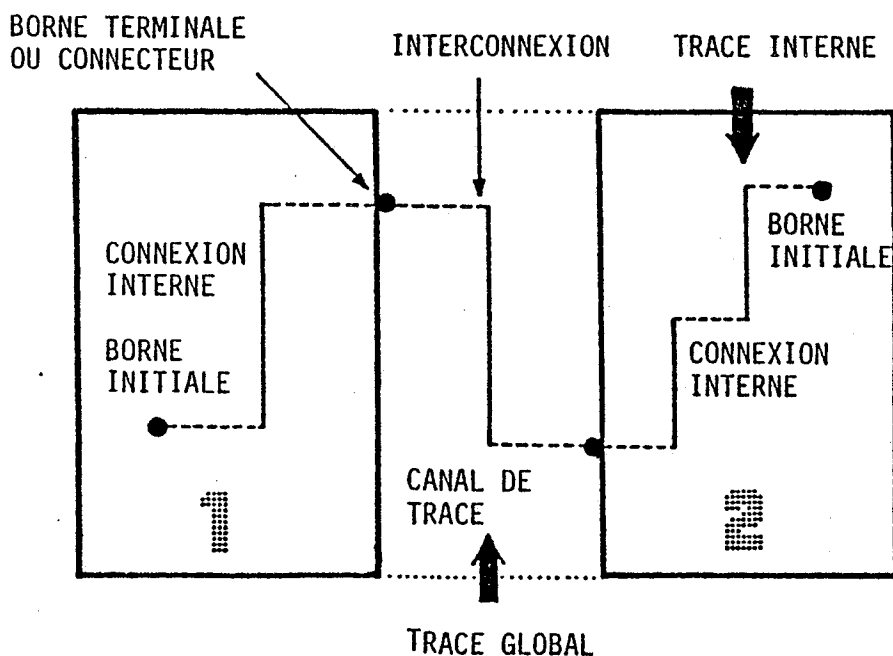 BORNE TERMINALE
OU CONNECTEUR
INTERCONNEXION
TRACE INTERNE
CONNEXION
INTERNE
BORNE
INITIALE
BORNE
INITIALE
CONNEXION
INTERNE
1
2
CANAL DE
TRACE
TRACE GLOBAL